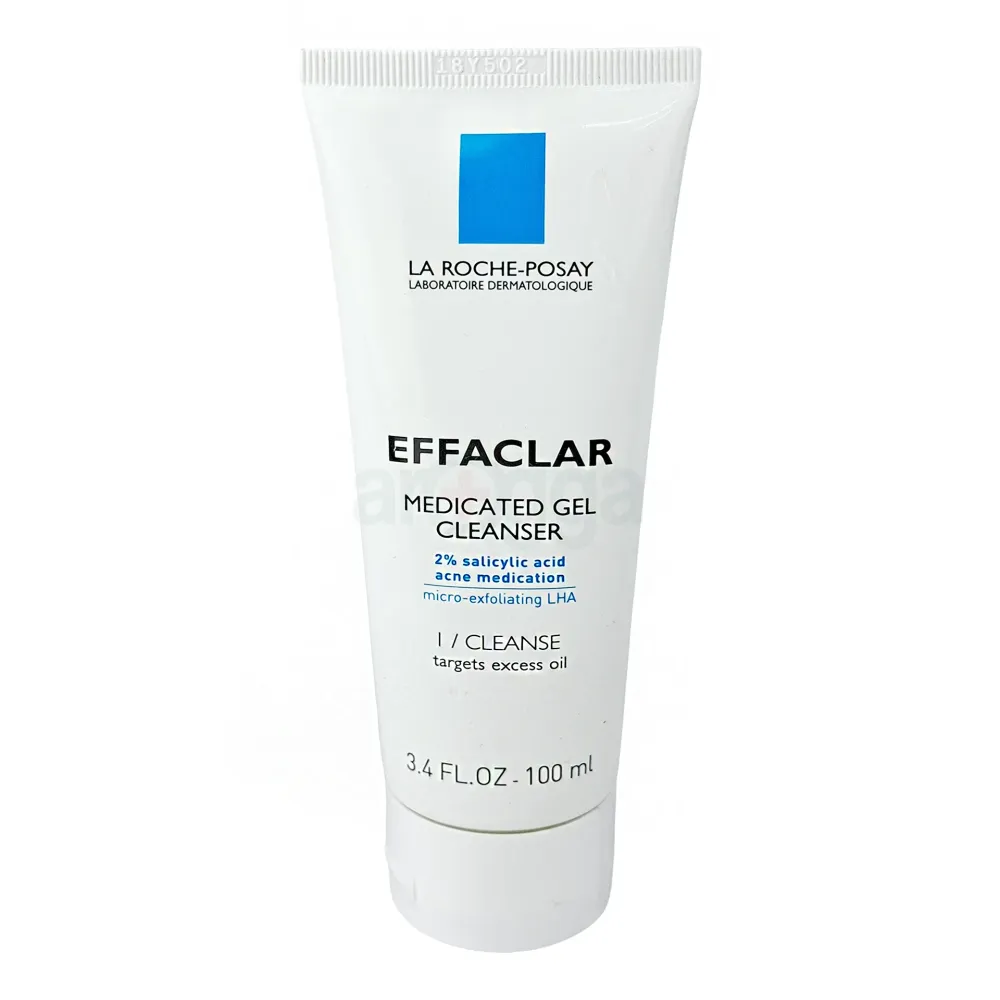 18Y502
LA ROCHE-POSAY
LABORATOIRE DERMATOLOGIQUE
EFFACLAR
MEDICATED GEL
CLEANSER
2% salicylic acid
acne medication
micro-exfoliating LHA
1 / CLEANSE
targets excess oil
3.4 FL.OZ - 100 ml